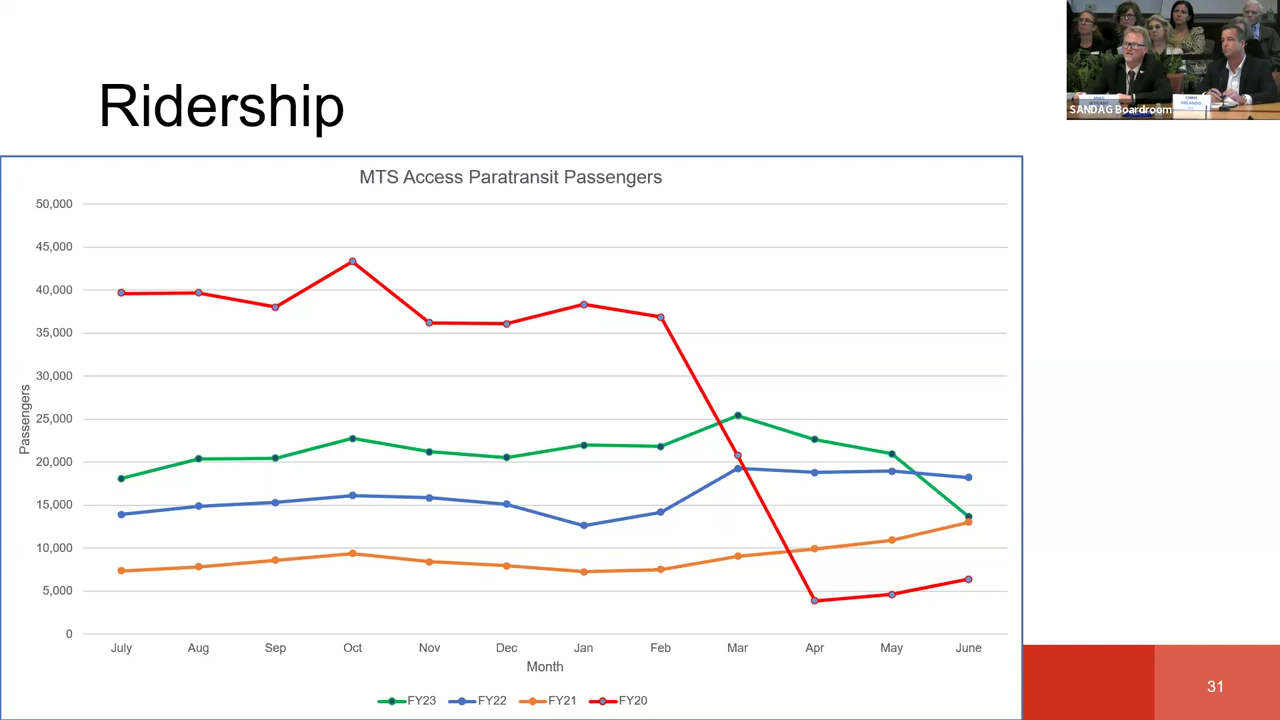 Ridership
SANDAG Boardroom
MTS Access Paratransit Passengers
50,000
45,000
40,000
35,000
30,000
25,000
20,000
15,000
10,000
5,000
0
Passengers
July Aug Sep Oct Nov Dec Jan Feb Mar Apr May June
Month
FY23 FY22 FY21 FY20
31